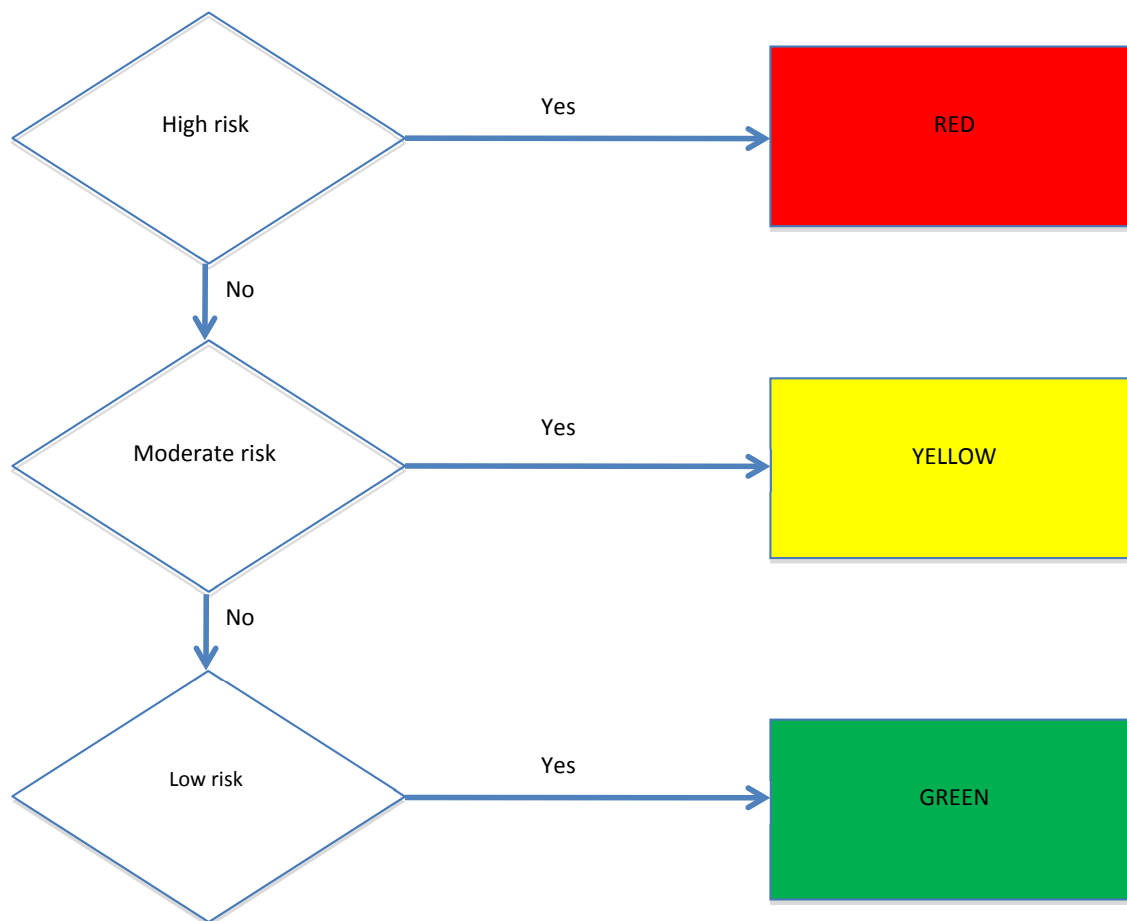 High risk
Yes
RED
No
Moderate risk
Yes
YELLOW
No
Low risk
Yes
GREEN